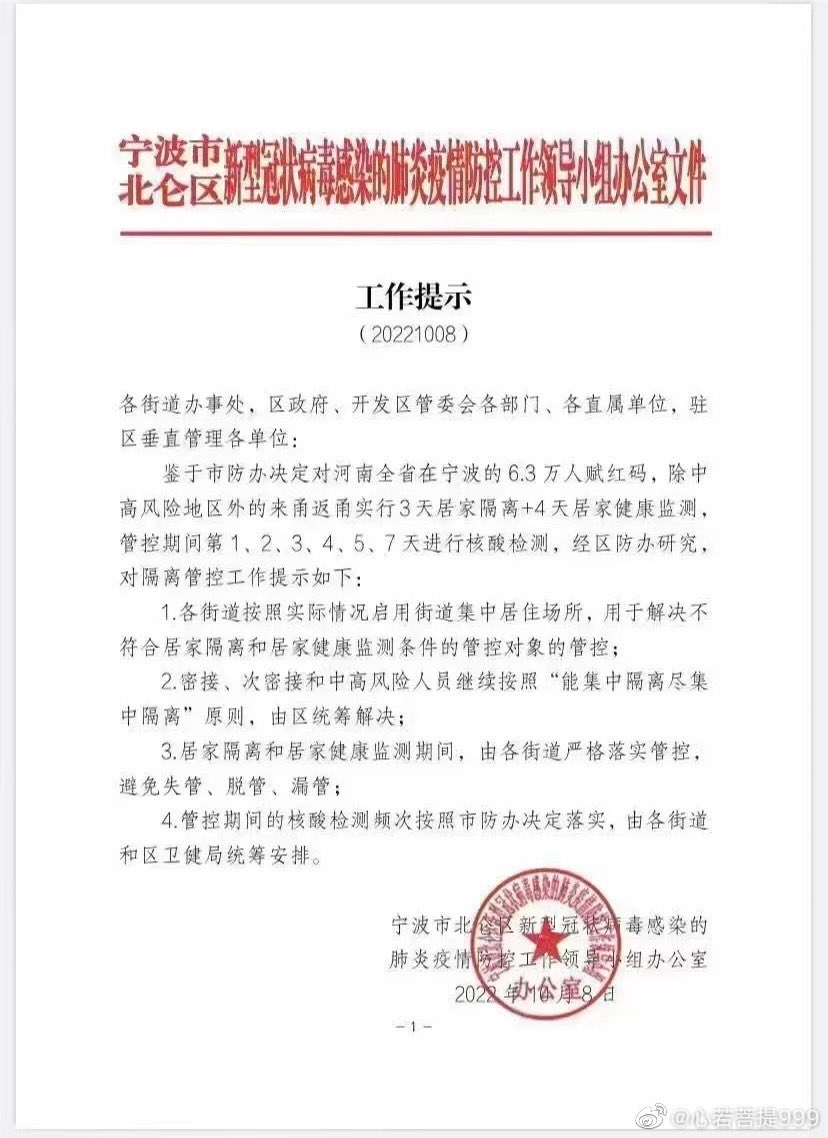 宁波市
北仑区新型冠状病毒感染的肺炎疫情防控工作领导小组办公室文件
工作提示
(20221008)
各街道办事处，区政府、开发区管委会各部门、各直属单位，驻
区垂直管理各单位：
鉴于市防办决定对河南全省在宁波的 6.3 万人赋红码，除中
高风险地区外的来甬返甬实行3天居家隔离+4天居家健康监测，
管控期间第 1、2、3、4、5、7 天进行核酸检测，经区防办研究，
对隔离管控工作提示如下：
1.各街道按照实际情况启用街道集中居住场所，用于解决不
符合居家隔离和居家健康监测条件的管控对象的管控；
2.密接、次密接和中高风险人员继续按照“能集中隔离尽集
中隔离”原则，由区统筹解决；
3.居家隔离和居家健康监测期间，由各街道严格落实管控，
避免失管、脱管、漏管；
4.管控期间的核酸检测频次按照市防办决定落实，由各街道
和区卫健局统筹安排。
宁波市北仑区新型冠状病毒感染的
肺炎疫情防控工作领导小组办公室
2022 年 10 月 8 日
办公室
- 1 -
@心若菩提999